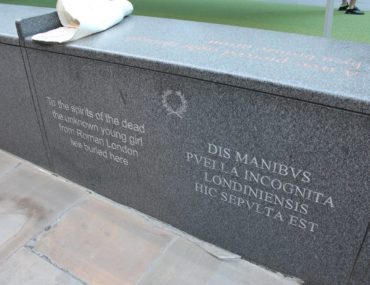 To the spirits of the dead
the unknown young girl
from Roman London
lies buried here
DIS MANIBVS
PVELLA INCOGNITA
LONDINIENSIS
HIC SEPVLTA EST